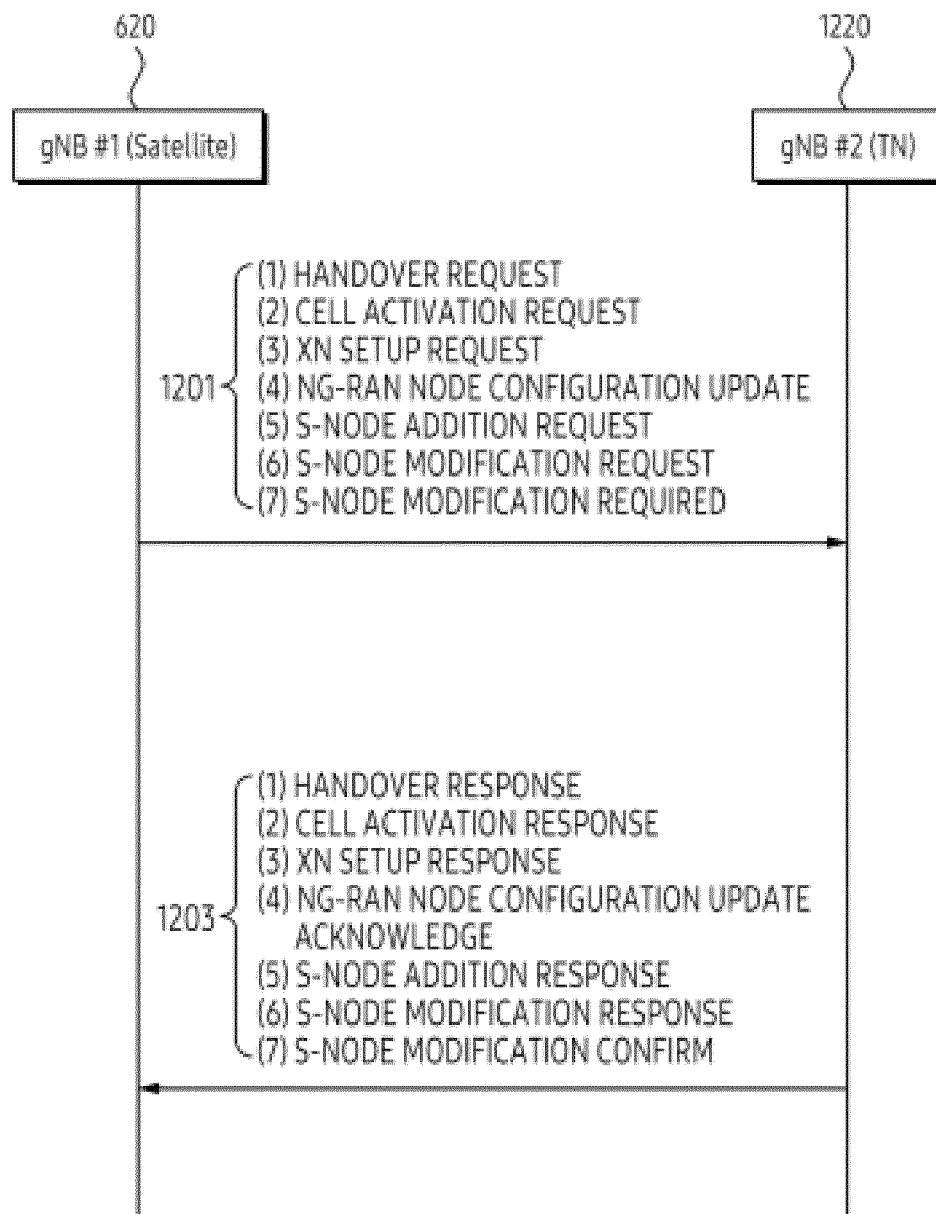 620
1220
gNB #1 (Satellite)
gNB #2 (TN)
(1) HANDOVER REQUEST
(2) CELL ACTIVATION REQUEST
(3) XN SETUP REQUEST
1201
(4) NG-RAN NODE CONFIGURATION UPDATE
(5) S-NODE ADDITION REQUEST
(6) S-NODE MODIFICATION REQUEST
(7) S-NODE MODIFICATION REQUIRED
(1) HANDOVER RESPONSE
(2) CELL ACTIVATION RESPONSE
(3) XN SETUP RESPONSE
(4) NG-RAN NODE CONFIGURATION UPDATE
1203
ACKNOWLEDGE
(5) S-NODE ADDITION RESPONSE
(6) S-NODE MODIFICATION RESPONSE
(7) S-NODE MODIFICATION CONFIRM